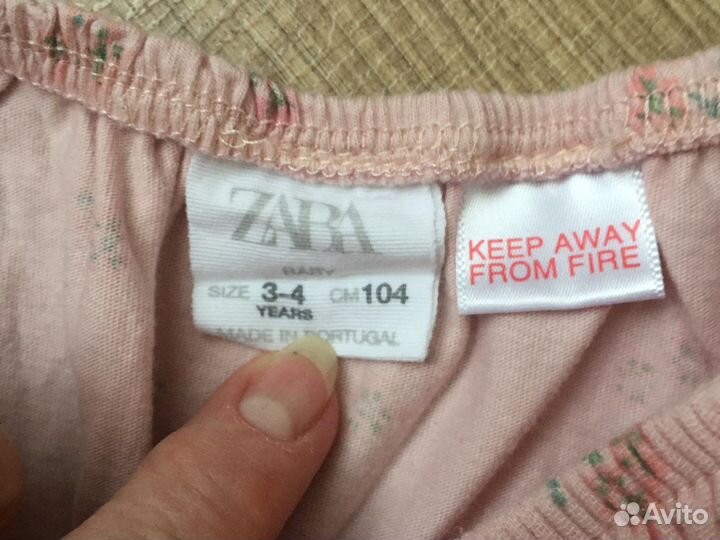 ZARA
BABY
SIZE 3-4 CM 104
YEARS
MADE IN PORTUGAL
KEEP AWAY
FROM FIRE
Avito